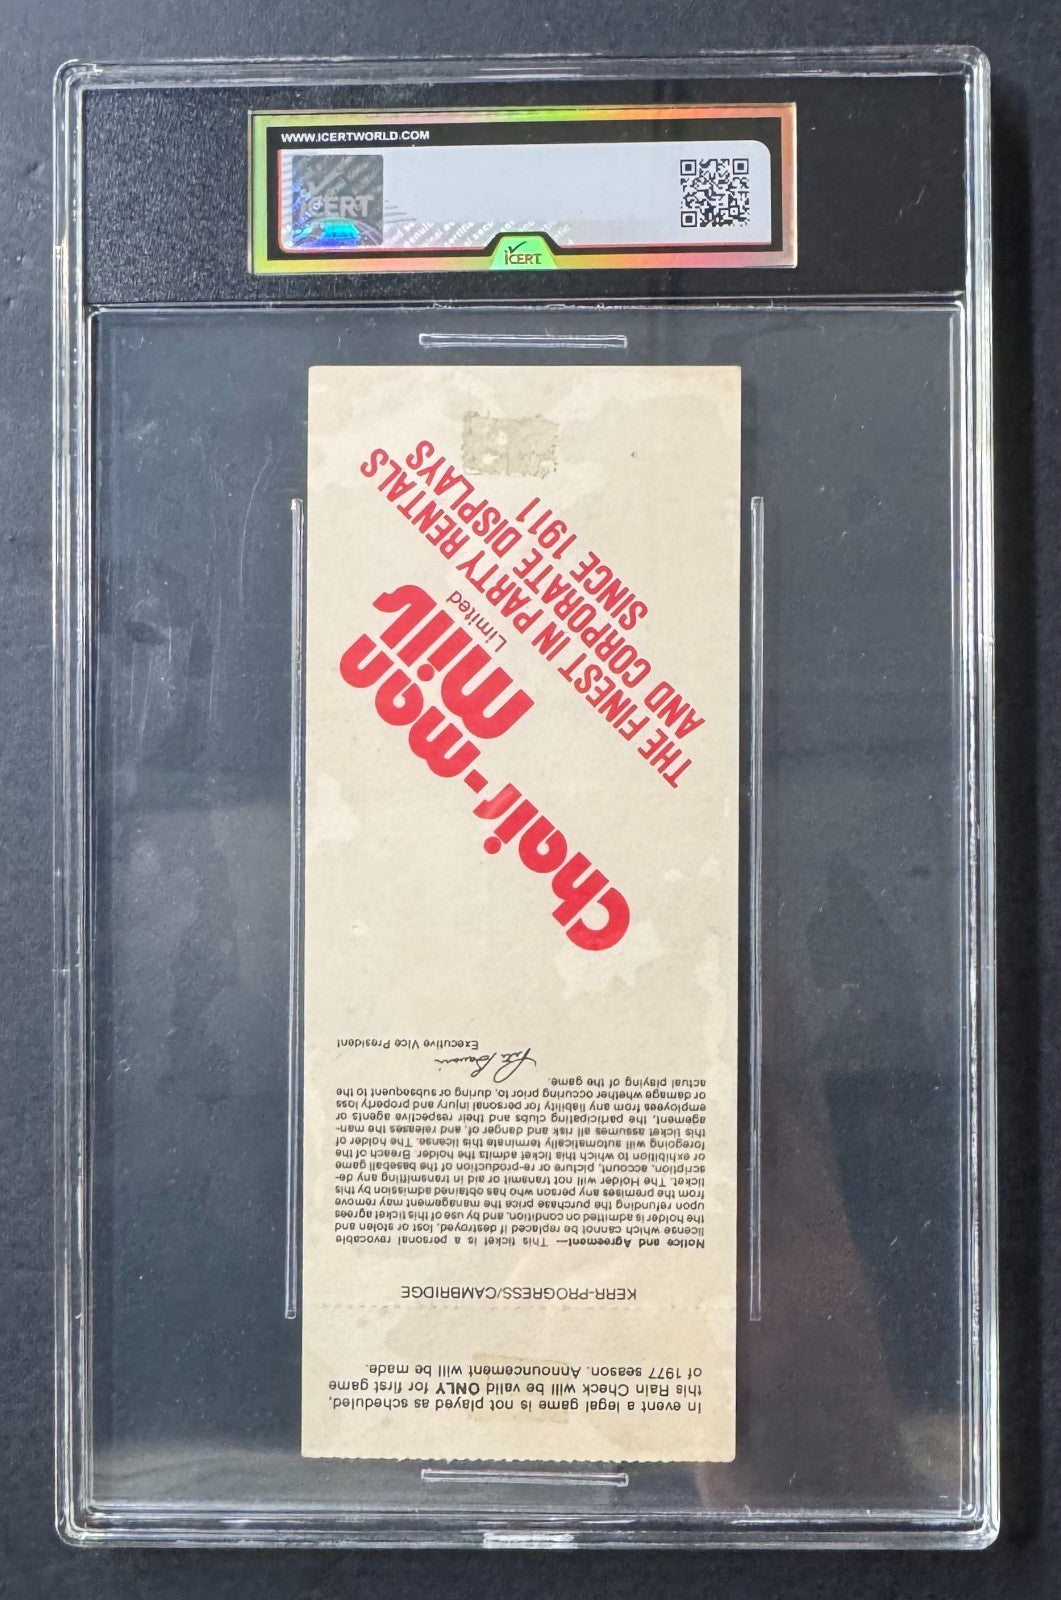 WWW.ICERTWORLD.COM
ICERT
ICERT
In event a legal game is not played as scheduled,
this Rain Check will be valid ONLY for first game
of 1977 season. Announcement will be made.
KERR-PROGRESS/CAMBRIDGE
Notice and Agreement— This ticket is a personal revocable
license which cannot be replaced if destroyed, lost or stolen and
the holder is admitted on condition, and by use of this ticket agrees
upon refunding the purchase price the management may remove
from the premises any person who has obtained admission by this
ticket. The Holder will not transmit or aid in transmitting any de-
scription, account, picture or re-production of the baseball game
or exhibition to which this ticket admits the holder. Breach of the
foregoing will automatically terminate this license. The holder of
this ticket assumes all risk and danger of, and releases the man-
agement, the participating clubs and their respective agents or
employees from any liability for personal injury and property loss
or damage whether occuring prior to, during or subsequent to the
actual playing of the game.
Executive Vice President
Chair-man
Mills
Limited
THE FINEST IN PARTY RENTALS
AND CORPORATE DISPLAYS
SINCE 1911